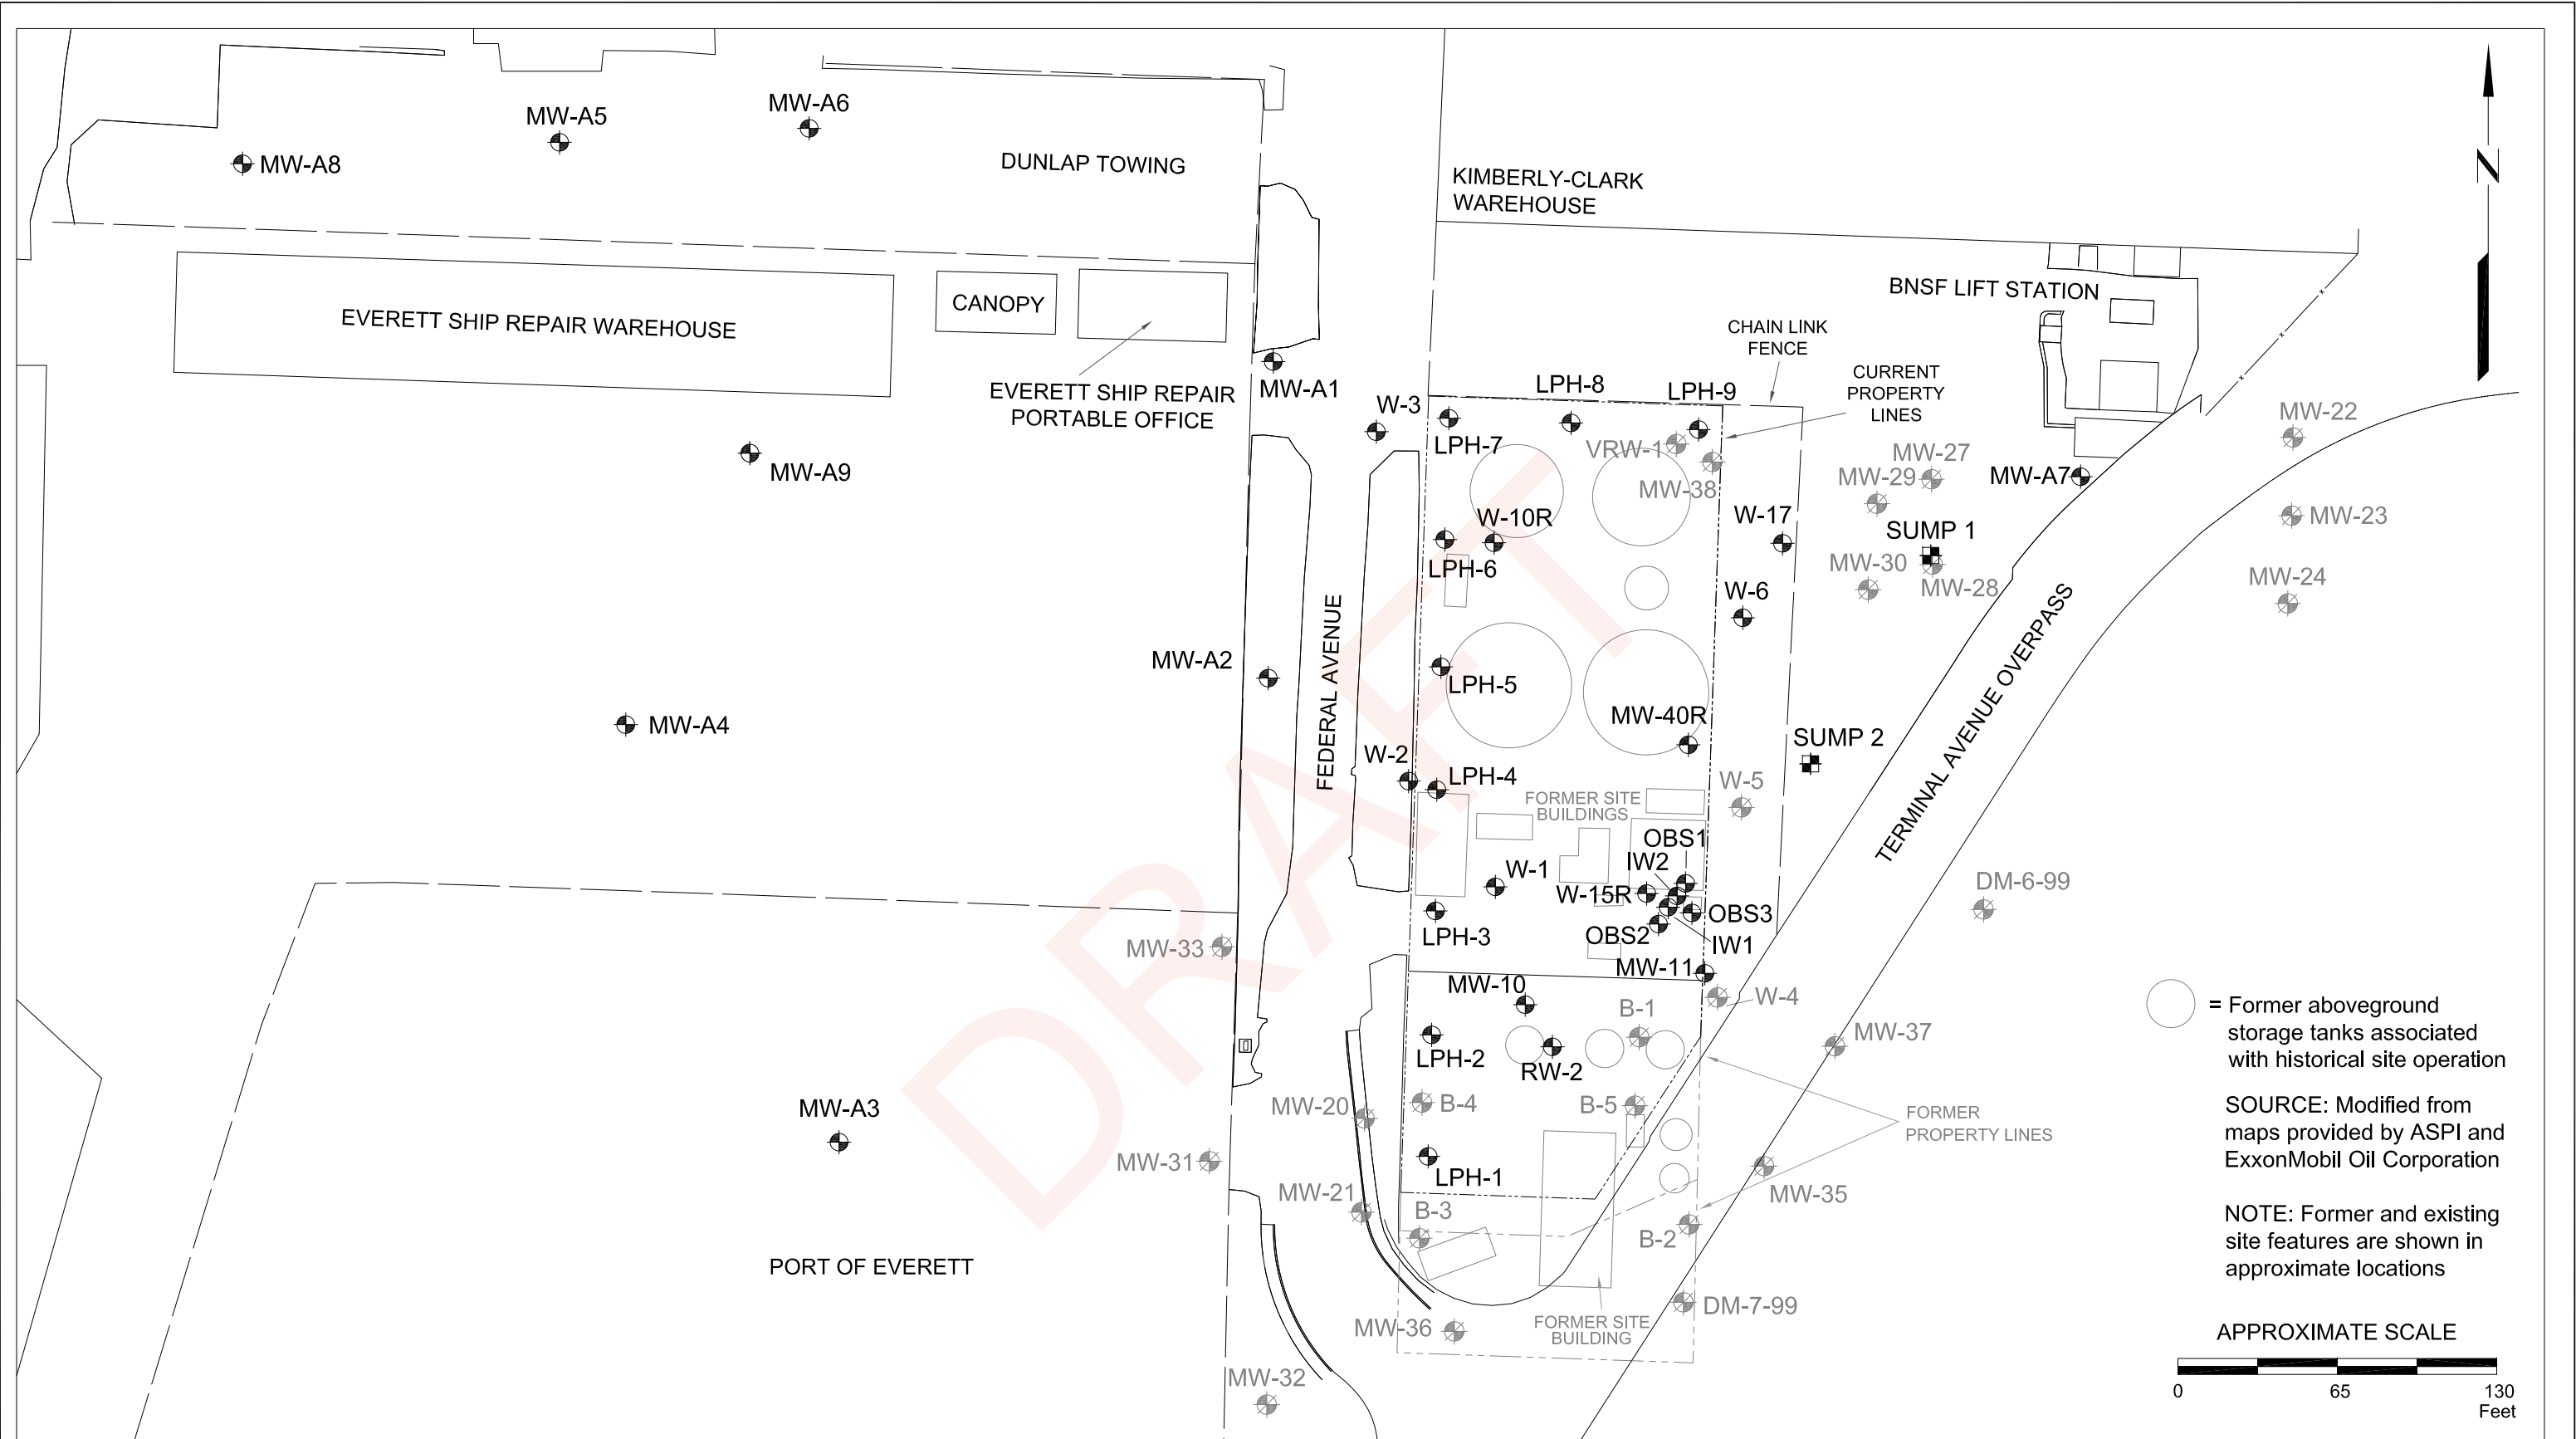 MW-A6
MW-A5
MW-A8
DUNLAP TOWING
KIMBERLY-CLARK
WAREHOUSE
N
BNSF LIFT STATION
CANOPY
EVERETT SHIP REPAIR WAREHOUSE
CHAIN LINK
FENCE
EVERETT SHIP REPAIR
PORTABLE OFFICE
MW-A1
CURRENT
PROPERTY
LINES
LPH-8
LPH-9
W-3
LPH-7
VRW-1
MW-38
MW-22
MW-27
MW-29
MW-A7
MW-A9
W-10R
W-17
MW-23
SUMP 1
LPH-6
MW-30
MW-28
MW-24
W-6
FEDERAL AVENUE
TERMINAL AVENUE OVERPASS
MW-A2
LPH-5
MW-A4
MW-40R
SUMP 2
W-2
LPH-4
W-5
FORMER SITE
BUILDINGS
OBS1
IW2
W-1
W-15R
DM-6-99
OBS3
LPH-3
OBS2
IW1
MW-33
MW-11
MW-10
W-4
B-1
= Former aboveground
storage tanks associated
with historical site operation
MW-37
LPH-2
RW-2
MW-20
B-4
B-5
MW-A3
FORMER
PROPERTY LINES
SOURCE: Modified from
maps provided by ASPI and
ExxonMobil Oil Corporation
MW-31
LPH-1
MW-21
MW-35
B-3
B-2
NOTE: Former and existing
site features are shown in
approximate locations
PORT OF EVERETT
DM-7-99
MW-36
FORMER SITE
BUILDING
APPROXIMATE SCALE
MW-32
0 65 130
Feet
DRAFT